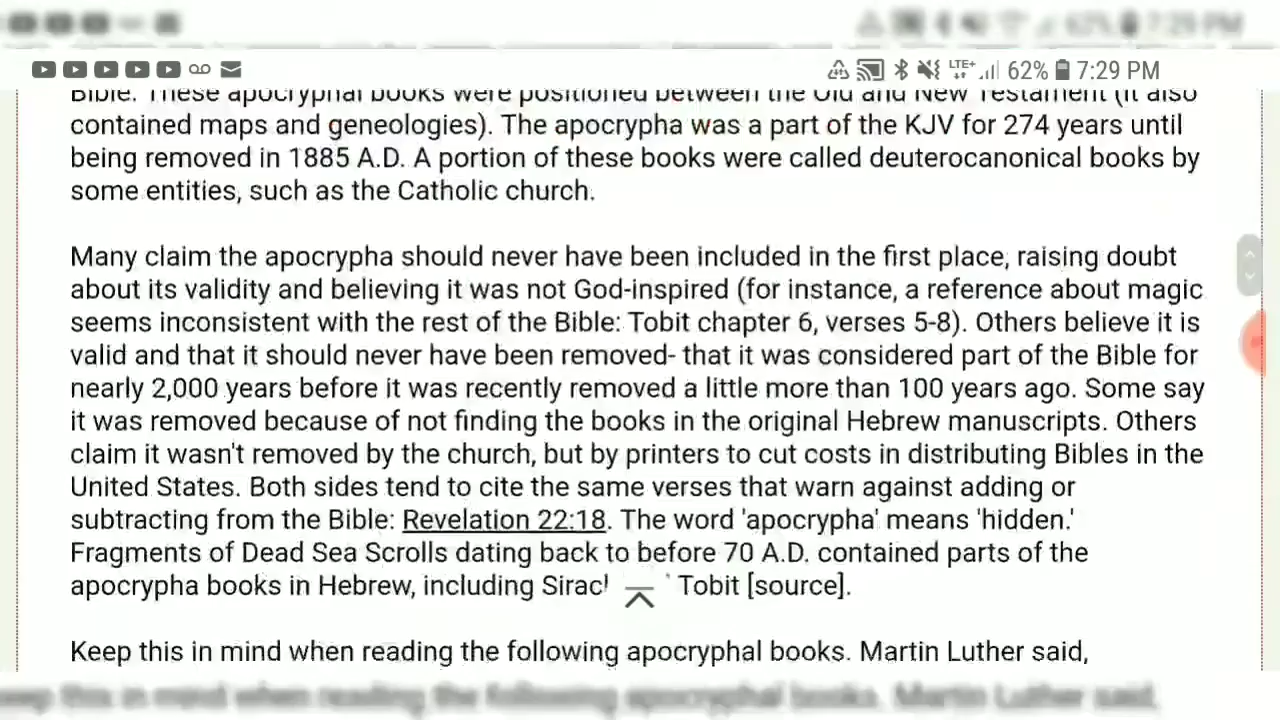 LTE+ 62% 7:29 PM
Bible. These apocryphal books were positioned between the Old and New Testament (it also
contained maps and geneologies). The apocrypha was a part of the KJV for 274 years until
being removed in 1885 A.D. A portion of these books were called deuterocanonical books by
some entities, such as the Catholic church.
Many claim the apocrypha should never have been included in the first place, raising doubt
about its validity and believing it was not God-inspired (for instance, a reference about magic
seems inconsistent with the rest of the Bible: Tobit chapter 6, verses 5-8). Others believe it is
valid and that it should never have been removed- that it was considered part of the Bible for
nearly 2,000 years before it was recently removed a little more than 100 years ago. Some say
it was removed because of not finding the books in the original Hebrew manuscripts. Others
claim it wasn't removed by the church, but by printers to cut costs in distributing Bibles in the
United States. Both sides tend to cite the same verses that warn against adding or
subtracting from the Bible: Revelation 22:18. The word 'apocrypha' means 'hidden.'
Fragments of Dead Sea Scrolls dating back to before 70 A.D. contained parts of the
apocrypha books in Hebrew, including Tobit [source].
Keep this in mind when reading the following apocryphal books. Martin Luther said,